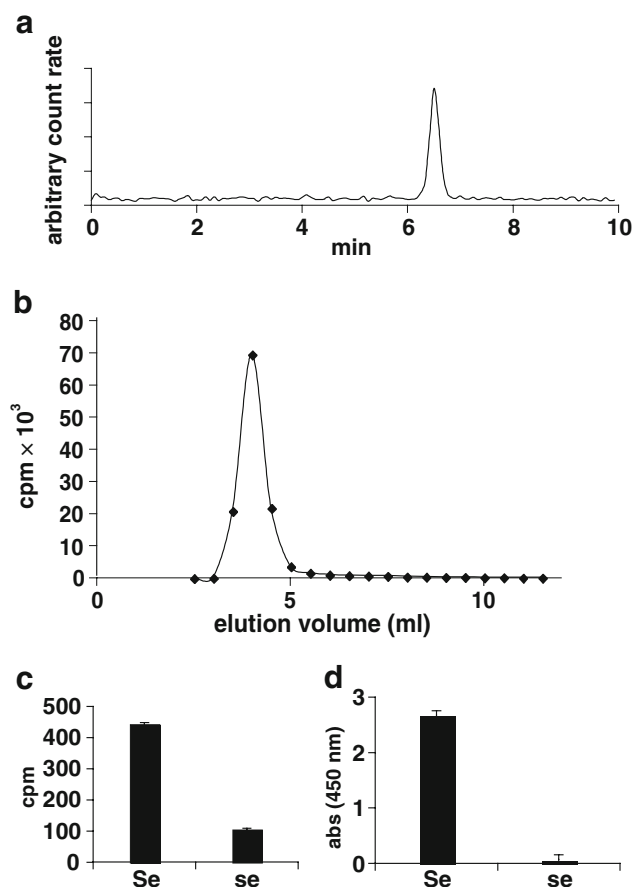 a
arbitrary count rate
0 2 4 6 8 10
min
b
80
70
60
50
40
30
20
10
0
cpm × 10³
0 5 10
elution volume (ml)
c
500
400
300
200
100
0
cpm
Se se
d
3
2
1
0
abs (450 nm)
Se se